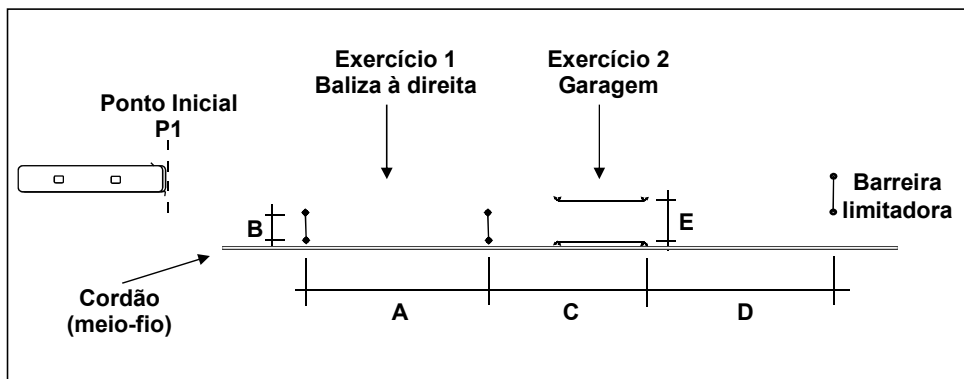 Exercício 1
Baliza à direita
Exercício 2
Garagem
Ponto Inicial
P1
Barreira
limitadora
B
E
Cordão
(meio-fio)
A
C
D